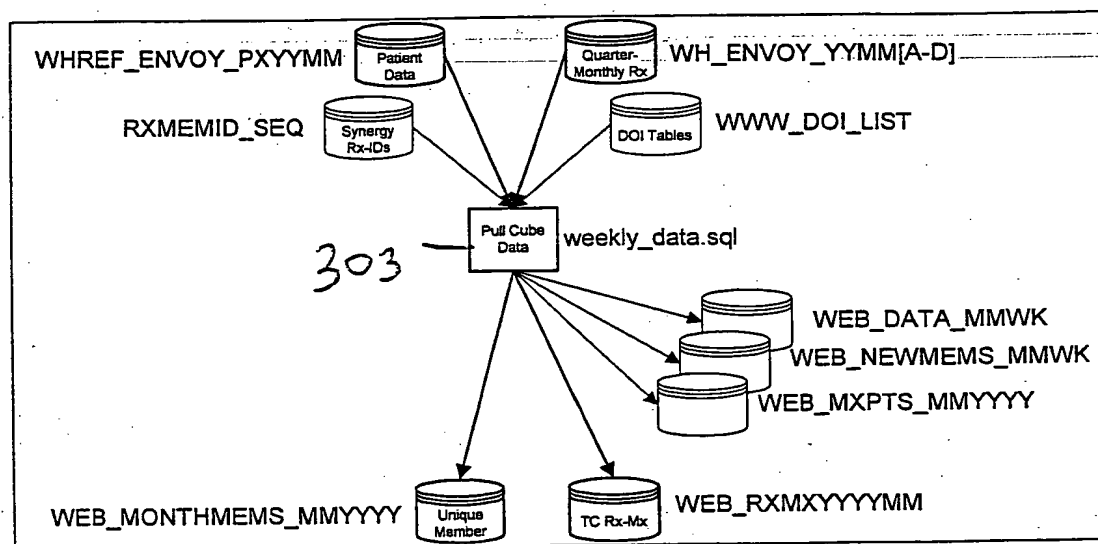 WHREF_ENVOY_PXYYMM
Patient
Data
Quarter-
Monthly Rx
WH_ENVOY_YYMM[A-D]
RXMEMID_SEQ
Synergy
Rx-IDs
DOI Tables
WWW_DOI_LIST
Pull Cube
Data
weekly_data.sql
303
WEB_DATA_MMWK
WEB_NEWMEMS_MMWK
WEB_MXPTS_MMYYYY
WEB_MONTHMEMS_MMYYYY
Unique
Member
TC Rx-Mx
WEB_RXMXYYYYMM